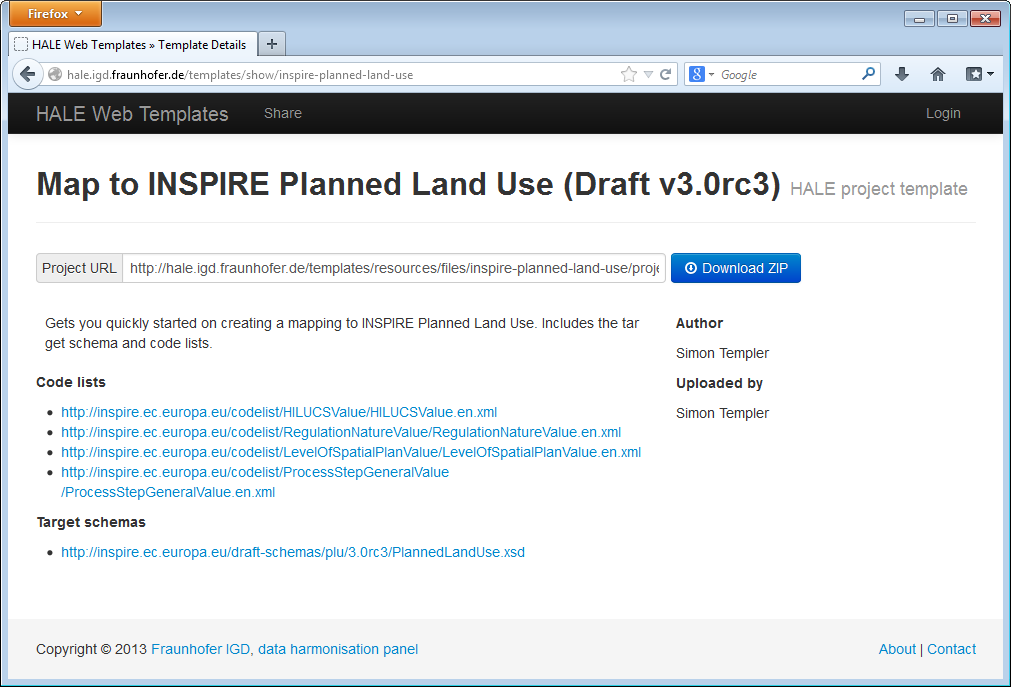 Firefox
HALE Web Templates » Template Details
hale.igd.fraunhofer.de/templates/show/inspire-planned-land-use
Google
HALE Web Templates Share Login
Map to INSPIRE Planned Land Use (Draft v3.0rc3) HALE project template
Project URL http://hale.igd.fraunhofer.de/templates/resources/files/inspire-planned-land-use/proje Download ZIP
Gets you quickly started on creating a mapping to INSPIRE Planned Land Use. Includes the tar
get schema and code lists.
Code lists
http://inspire.ec.europa.eu/codelist/HILUCSValue/HILUCSValue.en.xml
http://inspire.ec.europa.eu/codelist/RegulationNatureValue/RegulationNatureValue.en.xml
http://inspire.ec.europa.eu/codelist/LevelOfSpatialPlanValue/LevelOfSpatialPlanValue.en.xml
http://inspire.ec.europa.eu/codelist/ProcessStepGeneralValue
/ProcessStepGeneralValue.en.xml
Target schemas
http://inspire.ec.europa.eu/draft-schemas/plu/3.0rc3/PlannedLandUse.xsd
Author
Simon Templer
Uploaded by
Simon Templer
Copyright © 2013 Fraunhofer IGD, data harmonisation panel
About | Contact